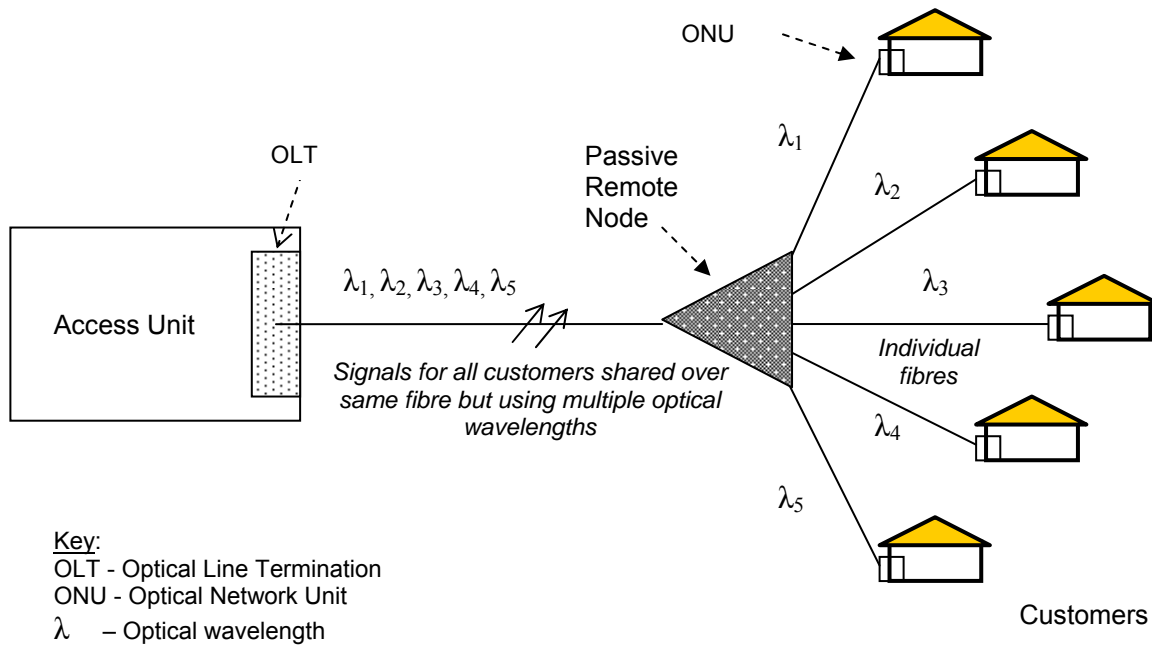 ONU
λ1
OLT
Passive
Remote
Node
λ2
λ1, λ2, λ3, λ4, λ5
λ3
Access Unit
Individual
fibres
Signals for all customers shared over
same fibre but using multiple optical
wavelengths
λ4
λ5
Key:
OLT - Optical Line Termination
ONU - Optical Network Unit
λ – Optical wavelength
Customers